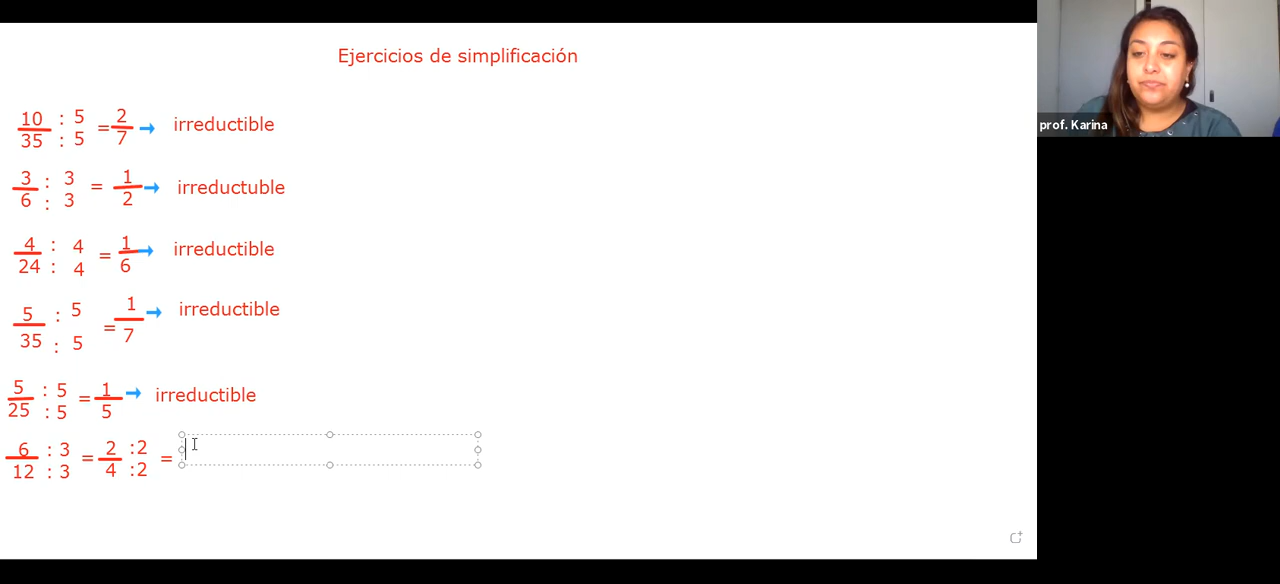 Ejercicios de simplificación
10 : 5 = 2 → irreductible
35 : 5 7
3 : 3 = 1 → irreductuble
6 : 3 2
4 : 4 = 1 → irreductible
24 : 4 6
5 : 5 = 1 → irreductible
35 : 5 7
5 : 5 = 1 → irreductible
25 : 5 5
6 : 3 = 2 :2 =
12 : 3 4 :2
prof. Karina